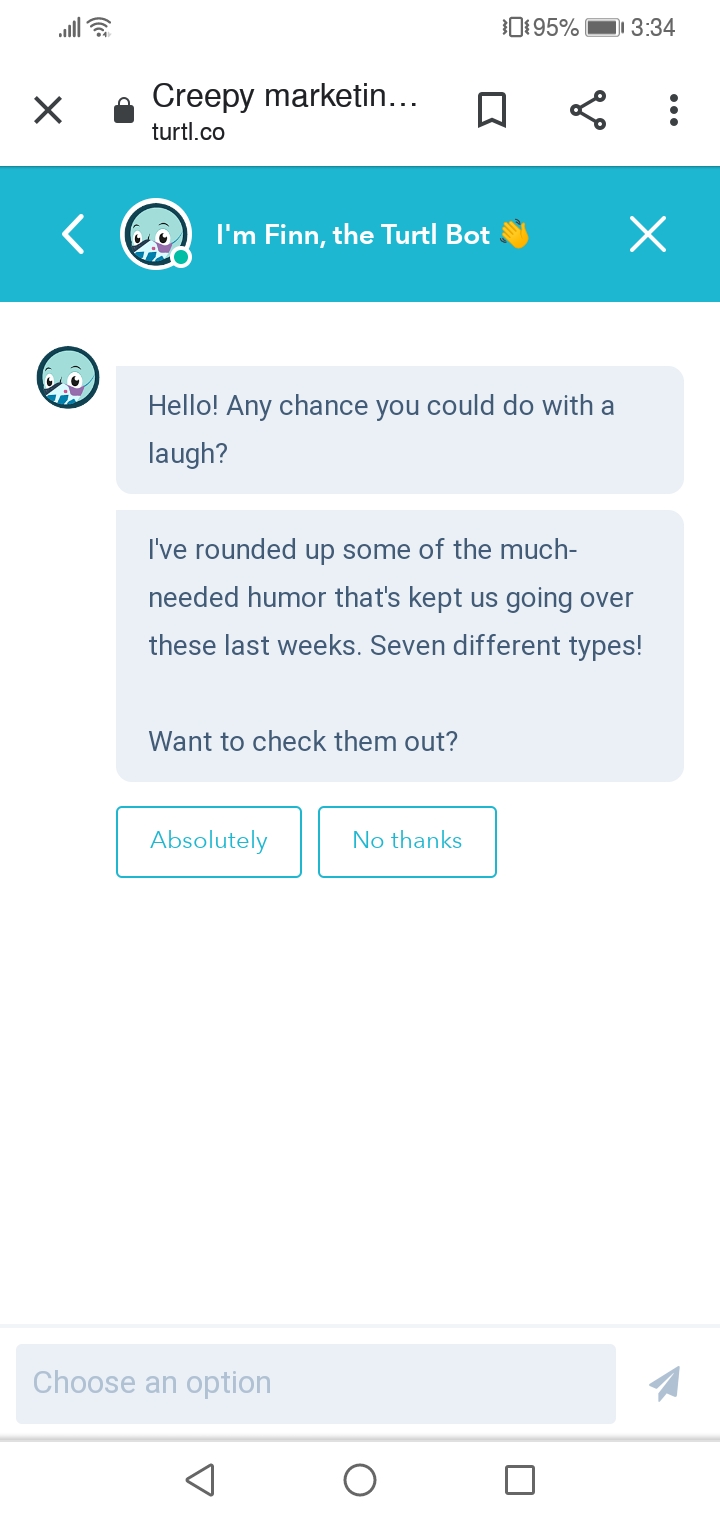 95% 3:34
Creepy marketin...
turtl.co
I'm Finn, the Turtl Bot 👋
Hello! Any chance you could do with a
laugh?
I've rounded up some of the much-
needed humor that's kept us going over
these last weeks. Seven different types!
Want to check them out?
Absolutely No thanks
Choose an option